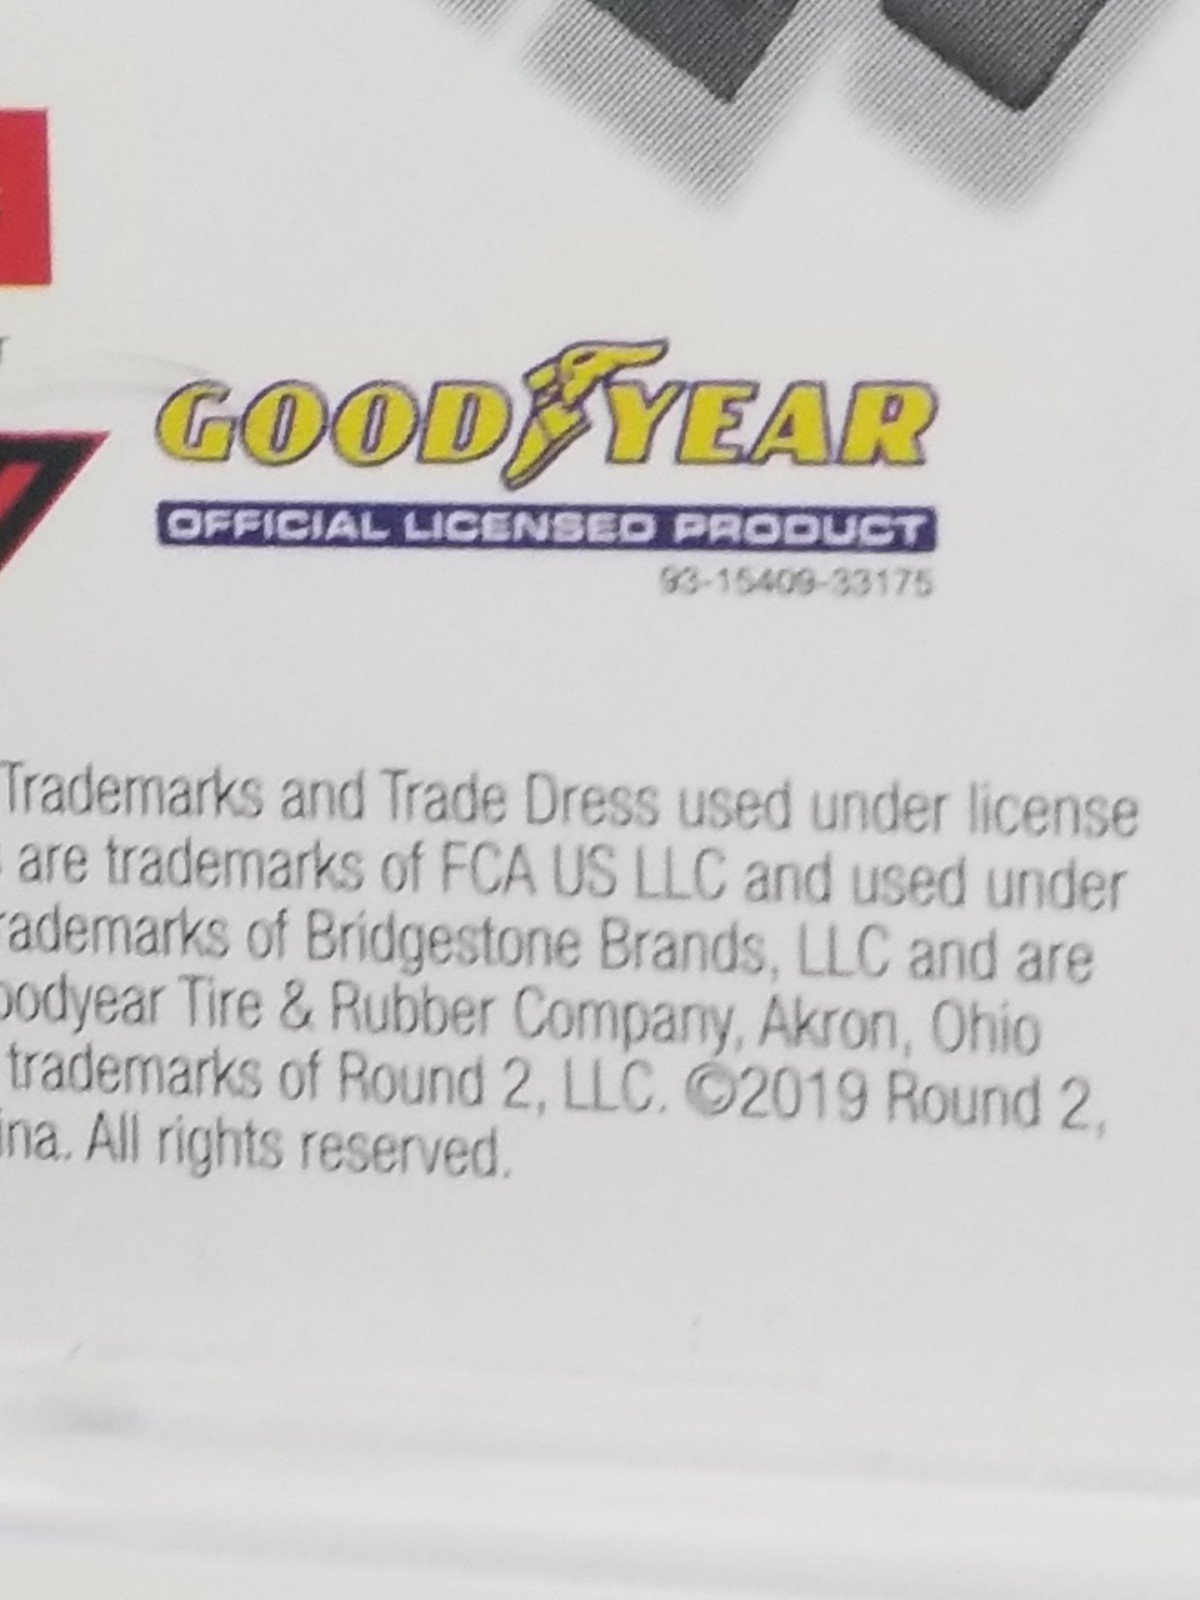 GOODYEAR
OFFICIAL LICENSED PRODUCT
93-15409-33175
Trademarks and Trade Dress used under license
are trademarks of FCA US LLC and used under
rademarks of Bridgestone Brands, LLC and are
oodyear Tire & Rubber Company, Akron, Ohio
trademarks of Round 2, LLC. ©2019 Round 2,
ina. All rights reserved.